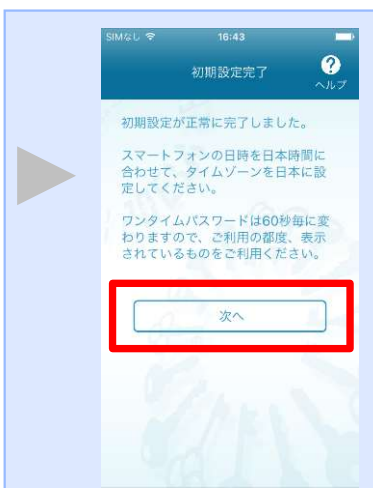 SIMなし 16:43
初期設定完了
?
ヘルプ
初期設定が正常に完了しました。
スマートフォンの日時を日本時間に
合わせて、タイムゾーンを日本に設
定してください。
ワンタイムパスワードは60秒毎に変
わりますので、ご利用の都度、表示
されているものをご利用ください。
次へ